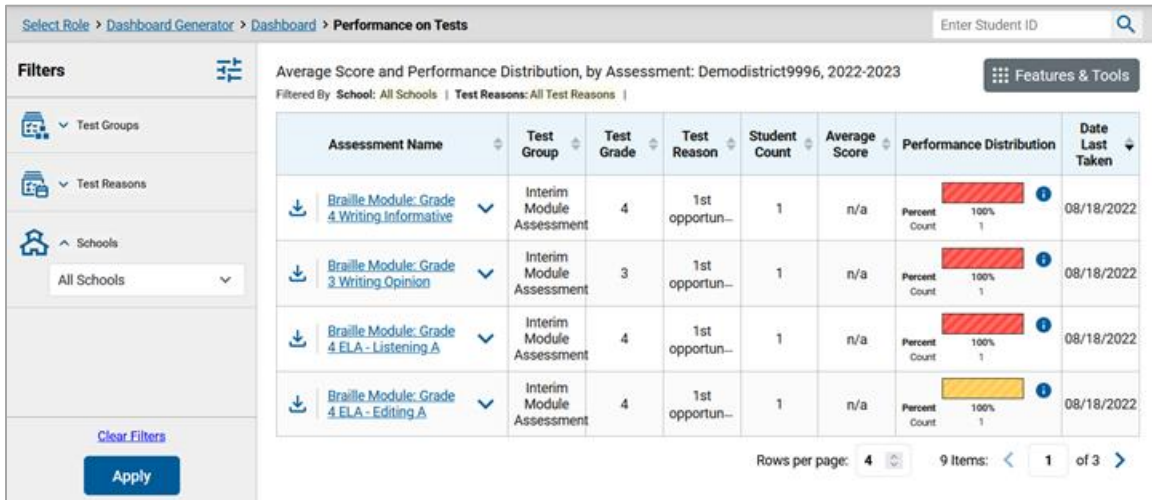 Select Role > Dashboard Generator > Dashboard > Performance on Tests
Enter Student ID
Filters
Test Groups
Test Reasons
Schools
All Schools
Clear Filters
Apply
Average Score and Performance Distribution, by Assessment: Demodistrict9996, 2022-2023
Filtered By School: All Schools | Test Reasons: All Test Reasons |
Features & Tools
Assessment Name
Test
Group
Test
Grade
Test
Reason
Student
Count
Average
Score
Performance Distribution
Date
Last
Taken
Braille Module: Grade
4 Writing Informative
Interim
Module
Assessment
4
1st
opportun...
1
n/a
Percent 100%
Count 1
08/18/2022
Braille Module: Grade
3 Writing Opinion
Interim
Module
Assessment
3
1st
opportun...
1
n/a
Percent 100%
Count 1
08/18/2022
Braille Module: Grade
4 ELA - Listening A
Interim
Module
Assessment
4
1st
opportun...
1
n/a
Percent 100%
Count 1
08/18/2022
Braille Module: Grade
4 ELA - Editing A
Interim
Module
Assessment
4
1st
opportun...
1
n/a
Percent 100%
Count 1
08/18/2022
Rows per page: 4 9 Items: < 1 of 3 >